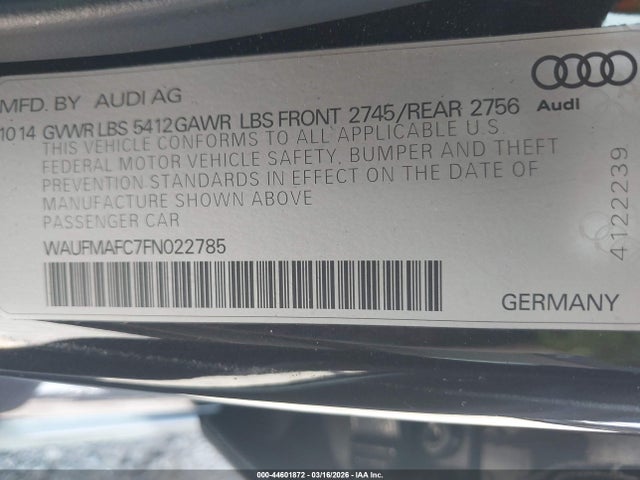 MFD. BY AUDI AG
10 14 GVWR LBS 5412 GAWR LBS FRONT 2745/REAR 2756
THIS VEHICLE CONFORMS TO ALL APPLICABLE U.S.
FEDERAL MOTOR VEHICLE SAFETY, BUMPER AND THEFT
PREVENTION STANDARDS IN EFFECT ON THE DATE OF
MANUFACTURE SHOWN ABOVE
PASSENGER CAR
WAUFMAFC7FN022785
Audi
4122239
GERMANY
000-44601872 | 03/16/2026 | IAA Inc.